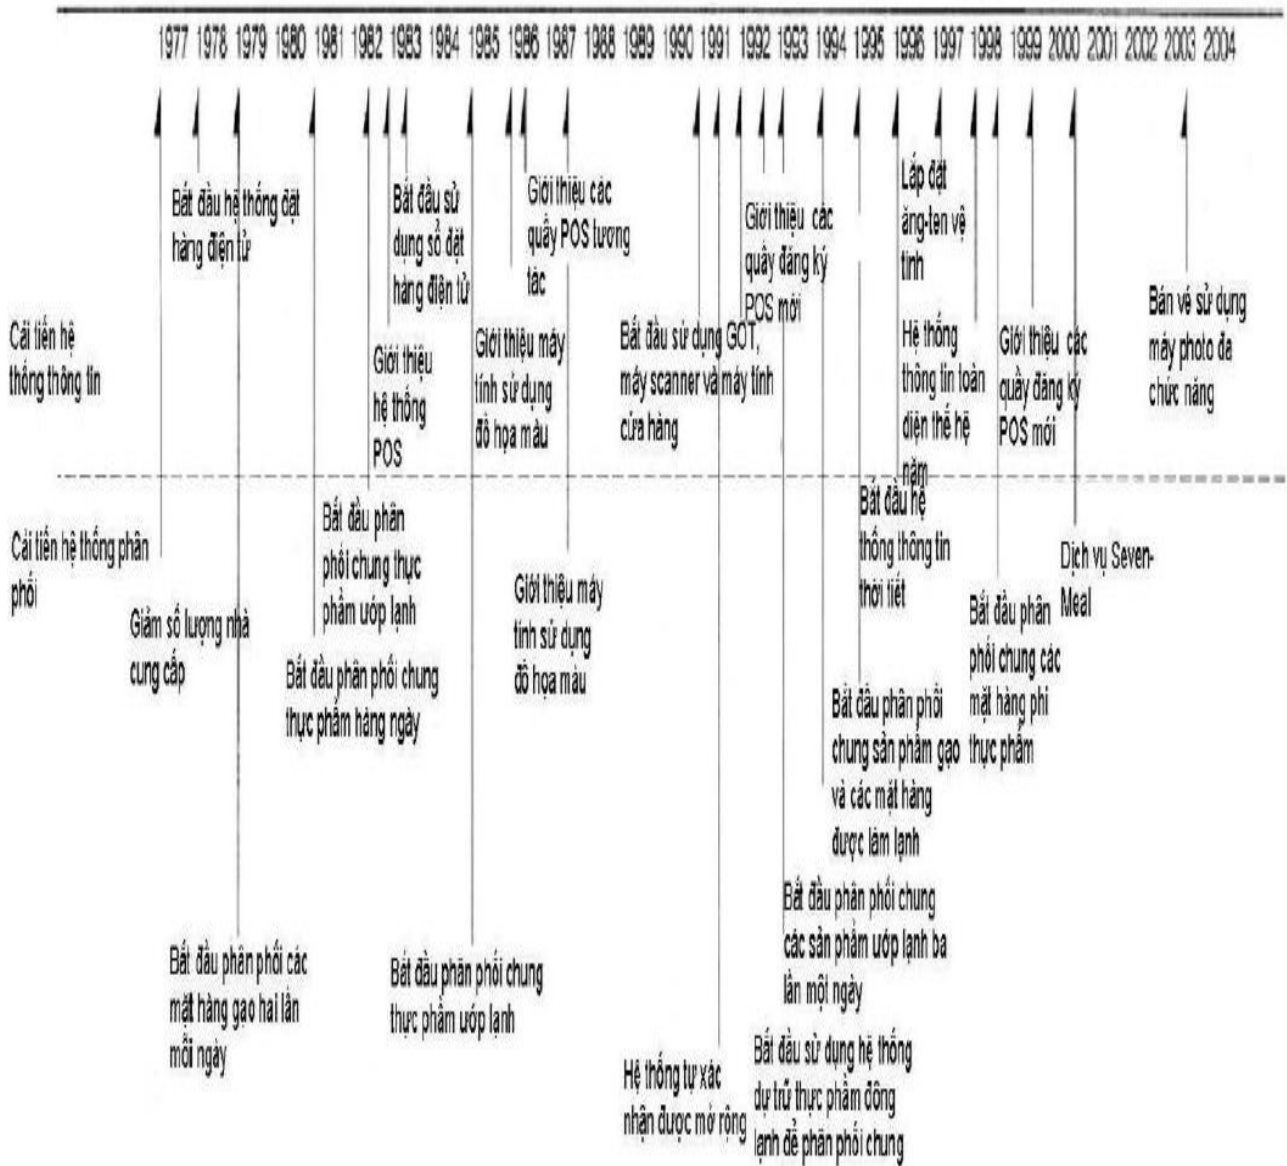 1977 1978 1979 1980 1981 1982 1983 1984 1985 1986 1987 1988 1989 1990 1991 1992 1993 1994 1995 1996 1997 1998 1999 2000 2001 2002 2003 2004
Bắt đầu hệ thống đặt
hàng điện tử
Bắt đầu sử
dụng sổ đặt
hàng điện tử
Giới thiệu các
quầy POS tương
tác
Giới thiệu các
quầy đăng ký
POS mới
Lắp đặt
ăng-ten vệ
tinh
Bán vé sử dụng
máy photo đa
chức năng
Cải tiến hệ
thống thông tin
Giới thiệu
hệ thống
POS
Giới thiệu máy
tính sử dụng
đồ họa màu
Bắt đầu sử dụng GOT,
máy scanner và máy tính
cửa hàng
Hệ thống
thông tin toàn
diện thế hệ
năm
Giới thiệu các
quầy đăng ký
POS mới
Cải tiến hệ thống phân
phối
Giảm số lượng nhà
cung cấp
Bắt đầu phân
phối chung thực
phẩm ướp lạnh
Bắt đầu phân phối chung
thực phẩm hàng ngày
Giới thiệu máy
tính sử dụng
đồ họa màu
Bắt đầu hệ
thống thông tin
thời tiết
Dịch vụ Seven-
Meal
Bắt đầu phân
phối chung các
mặt hàng phi
thực phẩm
Bắt đầu phân phối
chung sản phẩm gạo
và các mặt hàng
được làm lạnh
Bắt đầu phân phối chung
các sản phẩm ướp lạnh ba
lần một ngày
Bắt đầu phân phối các
mặt hàng gạo hai lần
mỗi ngày
Bắt đầu phân phối chung
thực phẩm ướp lạnh
Hệ thống tự xác
nhận được mở rộng
Bắt đầu sử dụng hệ thống
dự trữ thực phẩm đông
lạnh để phân phối chung